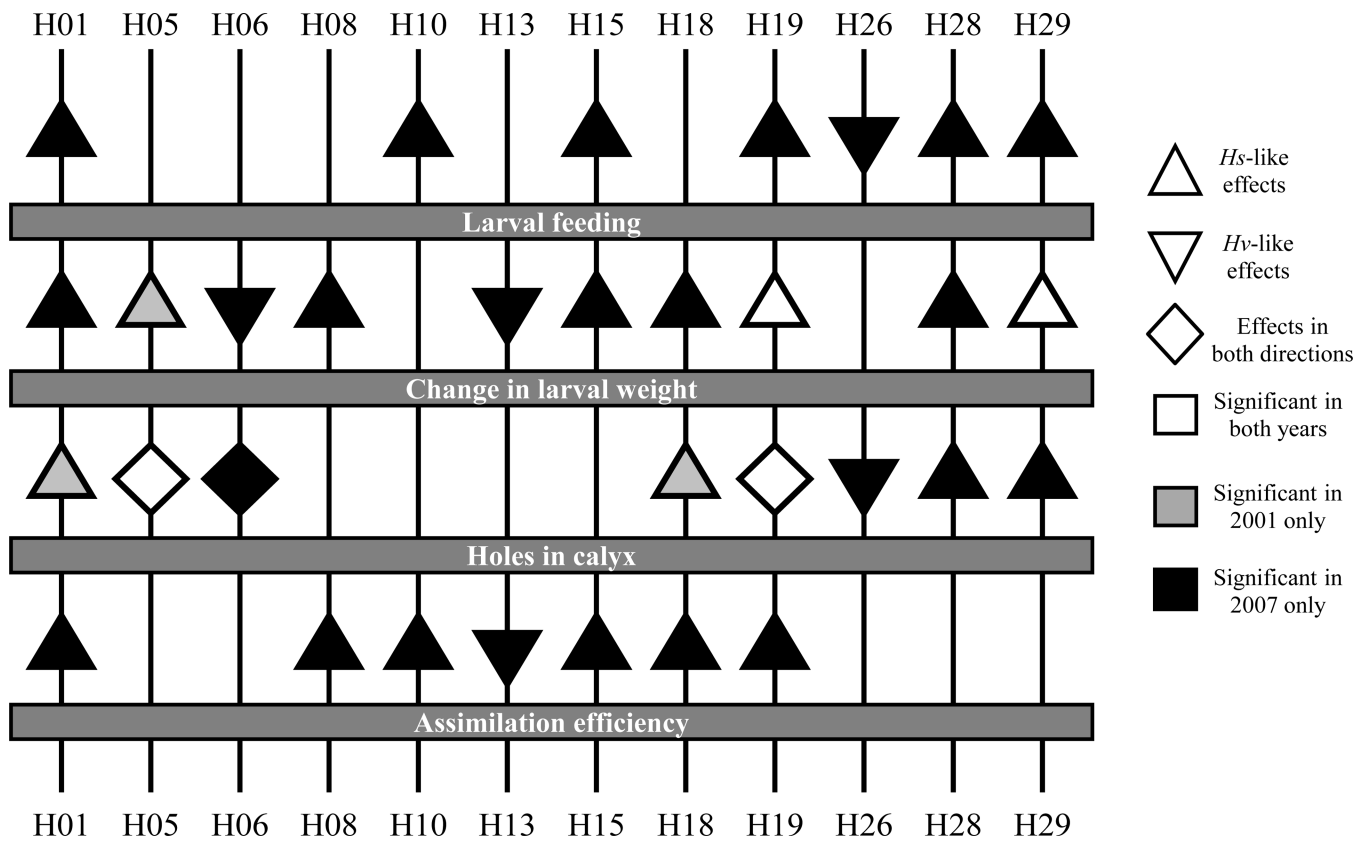 H01 H05 H06 H08 H10 H13 H15 H18 H19 H26 H28 H29
Larval feeding
Change in larval weight
Holes in calyx
Assimilation efficiency
H01 H05 H06 H08 H10 H13 H15 H18 H19 H26 H28 H29
Hs-like
effects
Hv-like
effects
Effects in
both directions
Significant in
both years
Significant in
2001 only
Significant in
2007 only